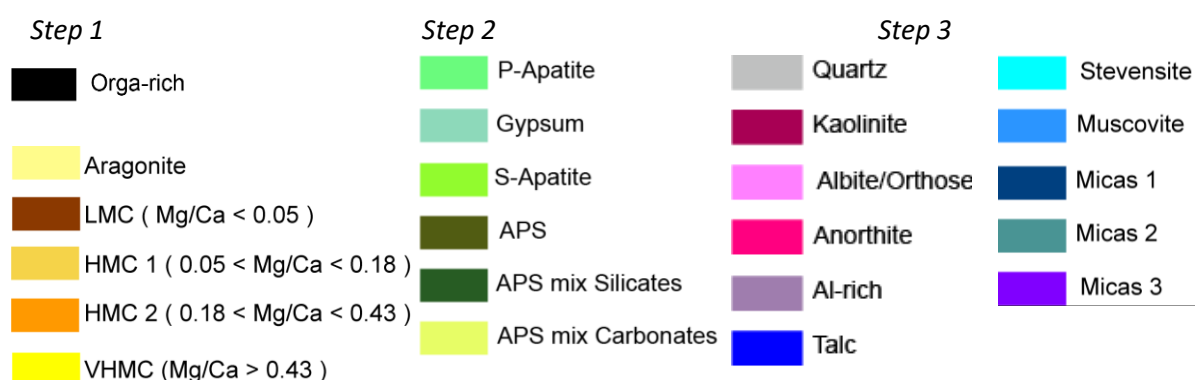 Step 1
Orga-rich
Aragonite
LMC ( Mg/Ca < 0.05 )
HMC 1 ( 0.05 < Mg/Ca < 0.18 )
HMC 2 ( 0.18 < Mg/Ca < 0.43 )
VHMC (Mg/Ca > 0.43 )
Step 2
P-Apatite
Gypsum
S-Apatite
APS
APS mix Silicates
APS mix Carbonates
Step 3
Quartz
Kaolinite
Albite/Orthose
Anorthite
Al-rich
Talc
Stevensite
Muscovite
Micas 1
Micas 2
Micas 3